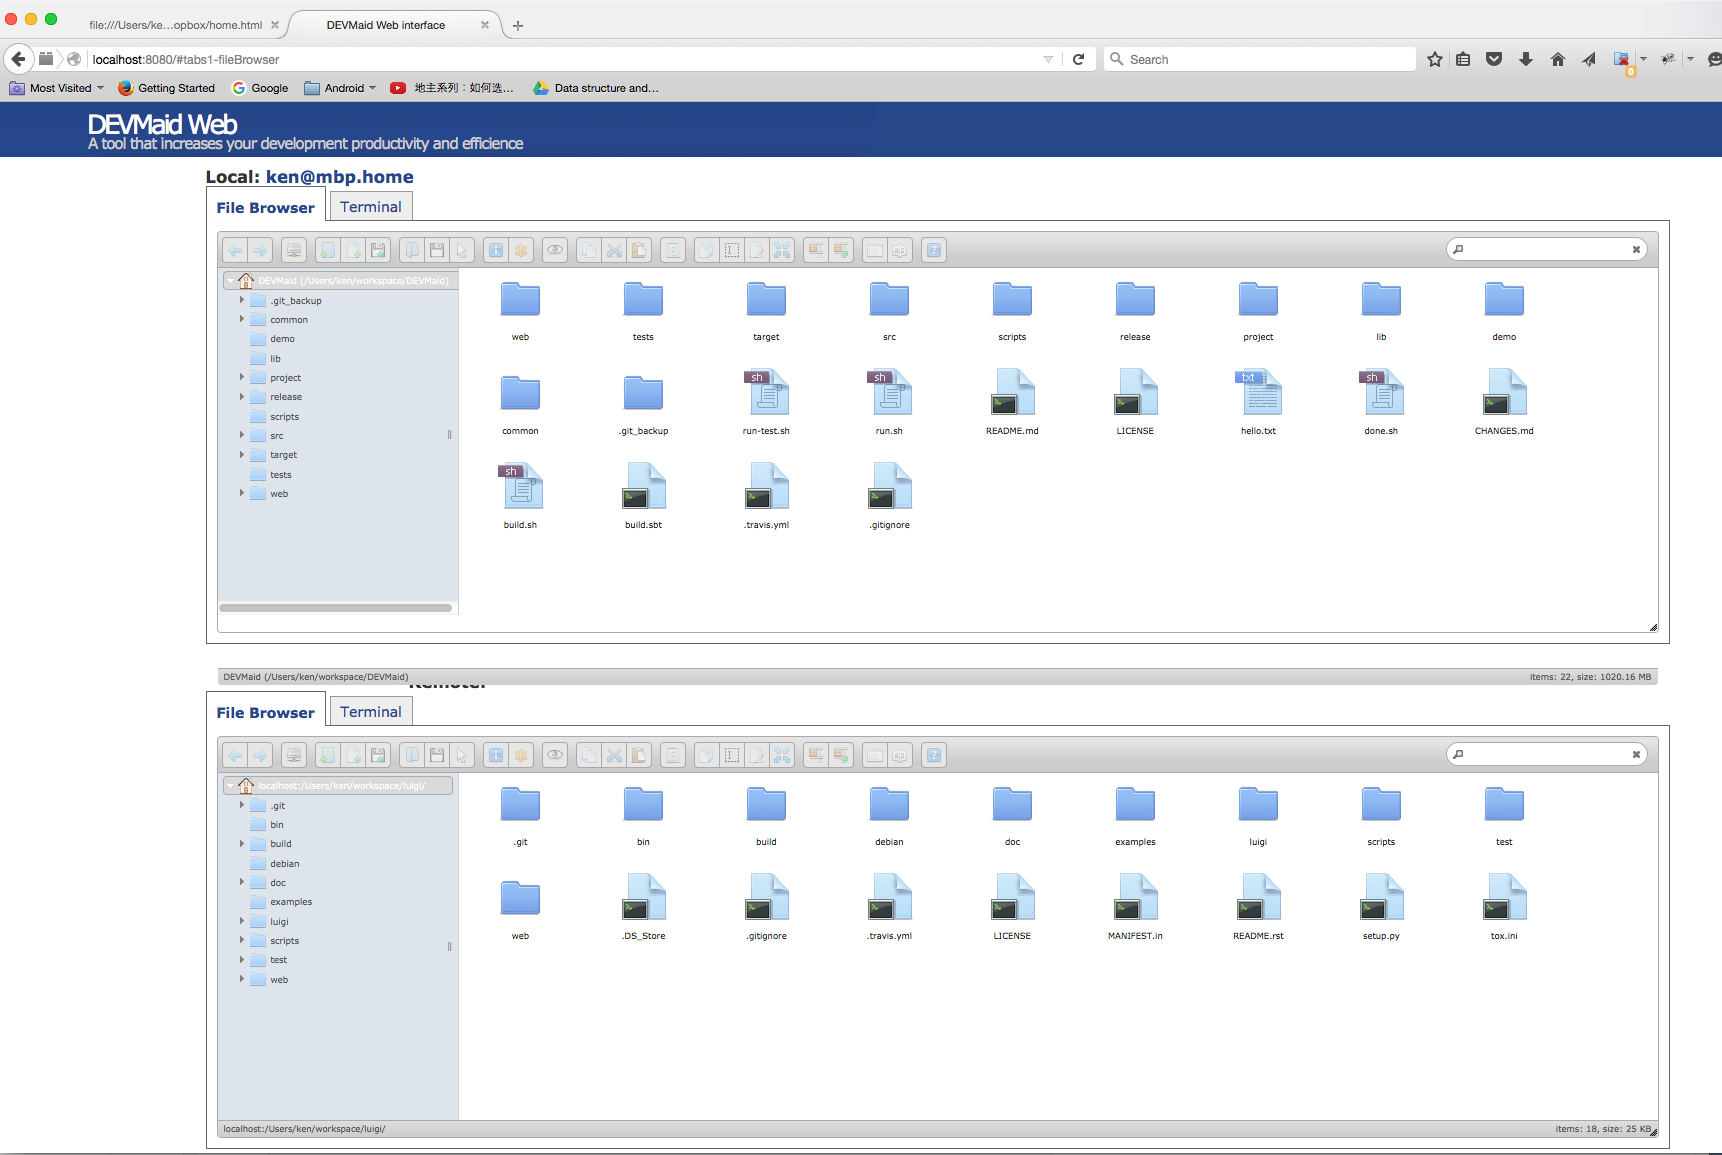 file:///Users/ke...opbox/home.html
DEVMaid Web interface
localhost:8080/#tabs1-fileBrowser
Search
0
Most Visited
Getting Started
Google
Android
地主系列：如何选...
Data structure and...
DEVMaid Web
A tool that increases your development productivity and efficience
Local: ken@mbp.home
File Browser
Terminal
DEVMaid (/Users/ken/workspace/DEVMaid)
.git_backup
common
demo
lib
project
release
scripts
src
target
tests
web
web
tests
target
src
scripts
release
project
lib
demo
sh
sh
txt
sh
common
.git_backup
run-test.sh
run.sh
README.md
LICENSE
hello.txt
done.sh
CHANGES.md
sh
build.sh
build.sbt
.travis.yml
.gitignore
DEVMaid (/Users/ken/workspace/DEVMaid)
items: 22, size: 1020.16 MB
File Browser
Terminal
localhost:/Users/ken/workspace/luigi/
.git
bin
build
debian
doc
examples
luigi
scripts
test
web
.git
bin
build
debian
doc
examples
luigi
scripts
test
web
.DS_Store
.gitignore
.travis.yml
LICENSE
MANIFEST.in
README.rst
setup.py
tox.ini
localhost:/Users/ken/workspace/luigi/
items: 18, size: 25 KB